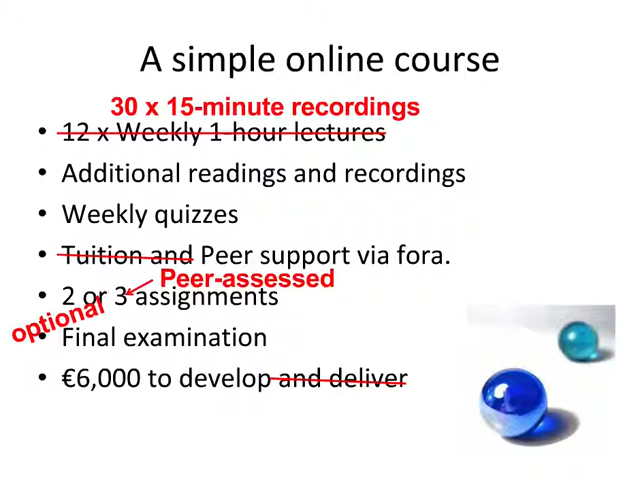 A simple online course
30 x 15-minute recordings
• 12 x Weekly 1-hour lectures
• Additional readings and recordings
• Weekly quizzes
• Tuition and Peer support via fora.
Peer-assessed
• 2 or 3 assignments
optional
• Final examination
• €6,000 to develop and deliver